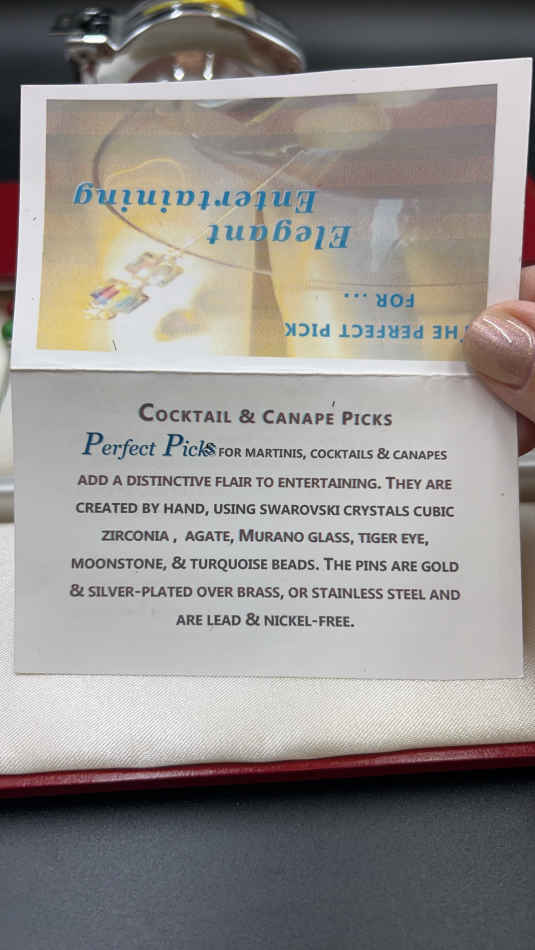 THE PERFECT PICK
FOR ...
Elegant
Entertaining
COCKTAIL & CANAPÉ PICKS
Perfect Picks FOR MARTINIS, COCKTAILS & CANAPES
ADD A DISTINCTIVE FLAIR TO ENTERTAINING. THEY ARE
CREATED BY HAND, USING SWAROVSKI CRYSTALS CUBIC
ZIRCONIA , AGATE, MURANO GLASS, TIGER EYE,
MOONSTONE, & TURQUOISE BEADS. THE PINS ARE GOLD
& SILVER-PLATED OVER BRASS, OR STAINLESS STEEL AND
ARE LEAD & NICKEL-FREE.